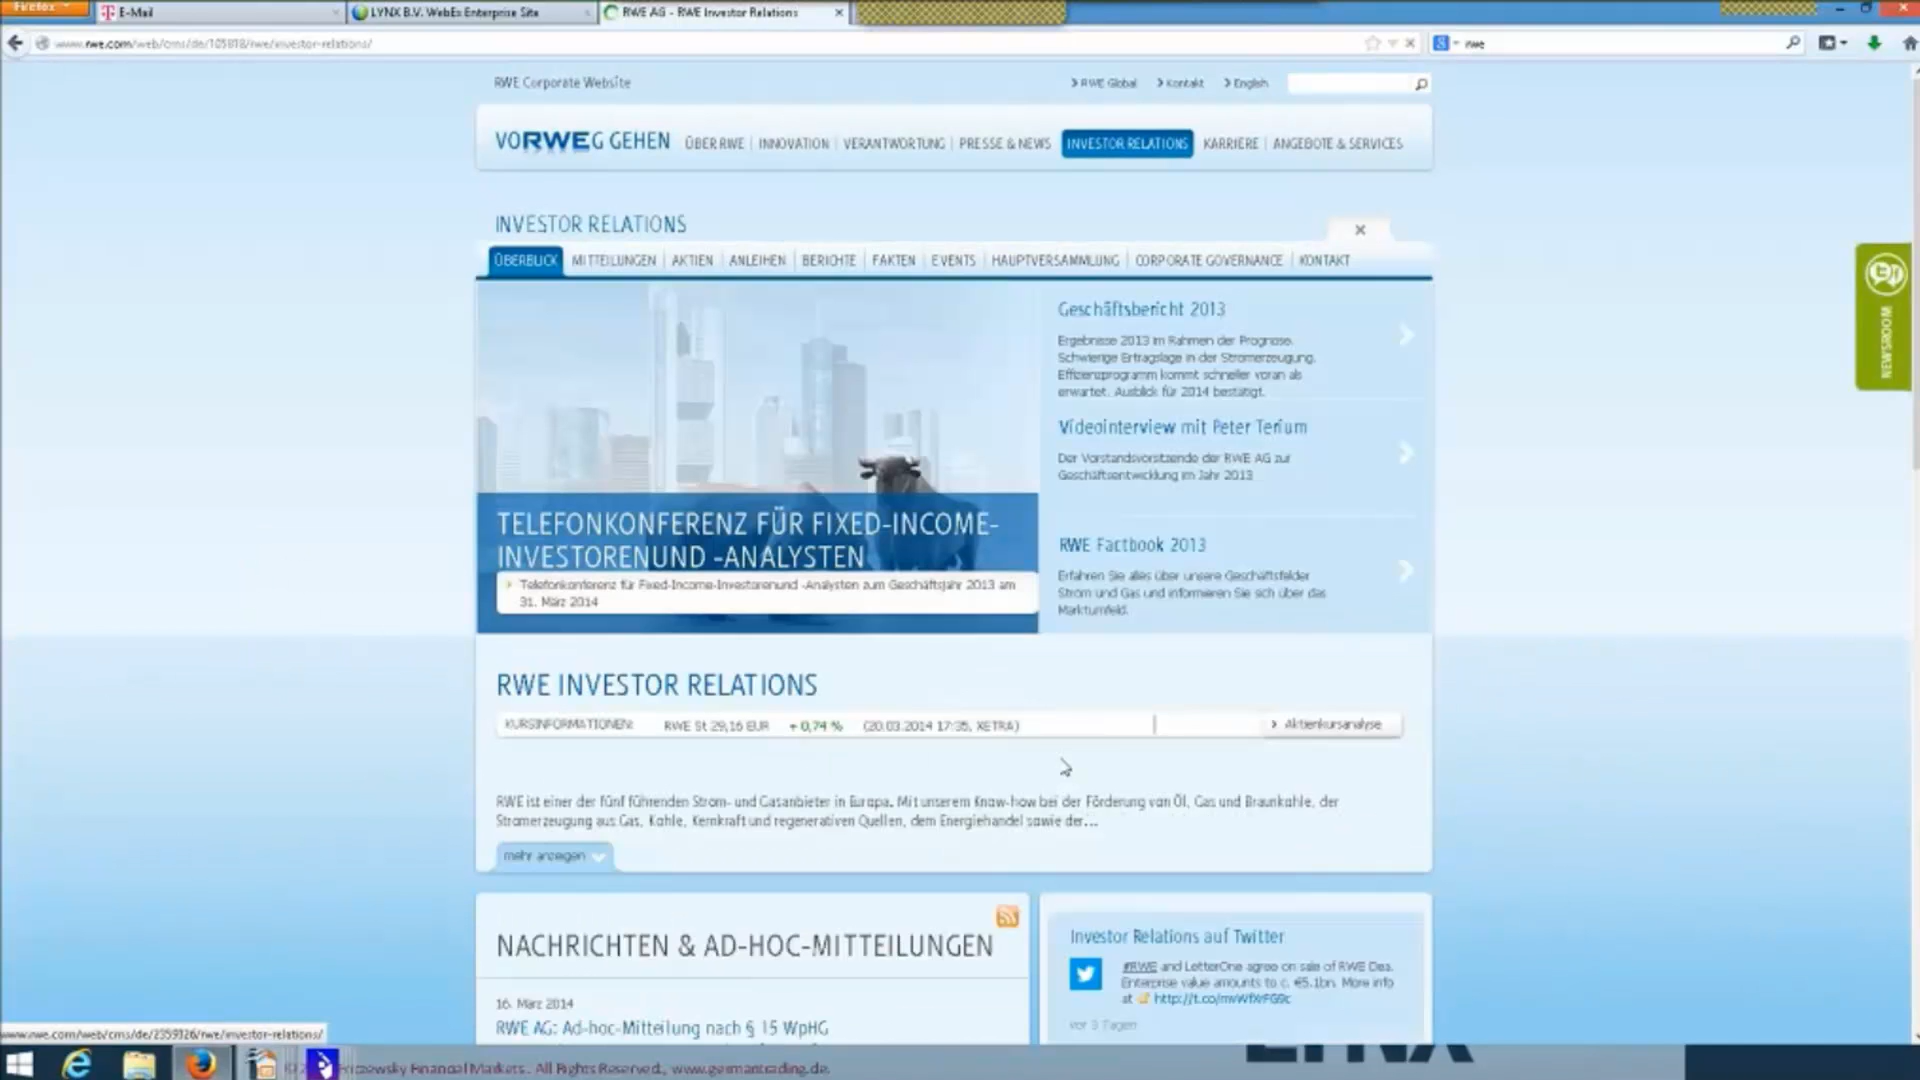 Firefox
E-Mail
LYNX B.V. WebEx Enterprise Site
RWE AG - RWE Investor Relations
www.rwe.com/web/cms/de/105818/rwe/investor-relations/
rwe
RWE Corporate Website
RWE Global
Kontakt
English
VORWEG GEHEN
ÜBER RWE
INNOVATION
VERANTWORTUNG
PRESSE & NEWS
INVESTOR RELATIONS
KARRIERE
ANGEBOTE & SERVICES
INVESTOR RELATIONS
ÜBERBLICK
MITTEILUNGEN
AKTIEN
ANLEIHEN
BERICHTE
FAKTEN
EVENTS
HAUPTVERSAMMLUNG
CORPORATE GOVERNANCE
KONTAKT
NEWSROOM
TELEFONKONFERENZ FÜR FIXED-INCOME-
INVESTORENUND -ANALYSTEN
Telefonkonferenz für Fixed-Income-Investorenund -Analysten zum Geschäftsjahr 2013 am
31. März 2014
Geschäftsbericht 2013
Ergebnisse 2013 im Rahmen der Prognose.
Schwierige Ertragslage in der Stromerzeugung.
Effizienzprogramm kommt schneller voran als
erwartet. Ausblick für 2014 bestätigt.
Videointerview mit Peter Terium
Der Vorstandsvorsitzende der RWE AG zur
Geschäftsentwicklung im Jahr 2013
RWE Factbook 2013
Erfahren Sie alles über unsere Geschäftsfelder
Strom und Gas und informieren Sie sich über das
Marktumfeld.
RWE INVESTOR RELATIONS
KURSINFORMATIONEN: RWE St 29,16 EUR + 0,74 % (20.03.2014 17:35, XETRA)
Aktienkursanalyse
RWE ist einer der fünf führenden Strom- und Gasanbieter in Europa. Mit unserem Know-how bei der Förderung von Öl, Gas und Braunkohle, der
Stromerzeugung aus Gas, Kohle, Kernkraft und regenerativen Quellen, dem Energiehandel sowie der...
mehr anzeigen
NACHRICHTEN & AD-HOC-MITTEILUNGEN
16. März 2014
RWE AG: Ad-hoc-Mitteilung nach § 15 WpHG
Investor Relations auf Twitter
#RWE and LetterOne agree on sale of RWE Dea.
Enterprise value amounts to c. €5.1bn. More info
at
vor 3 Tagen
www.rwe.com/web/cms/de/2359326/rwe/investor-relations/
Financial Markets. All Rights Reserved., www.germantrading.de.
LYNX